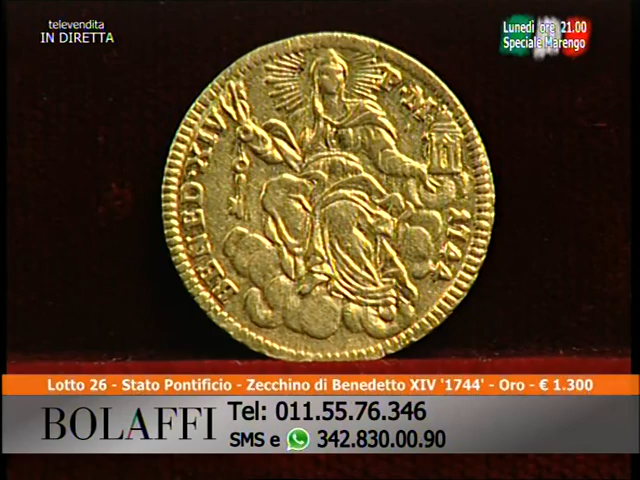 televendita
IN DIRETTA
Lunedì ore 21.00
Speciale Marengo
BENED·XIV
P·M·
1744
Lotto 26 - Stato Pontificio - Zecchino di Benedetto XIV '1744' - Oro - € 1.300
BOLAFFI
Tel: 011.55.76.346
SMS e 342.830.00.90